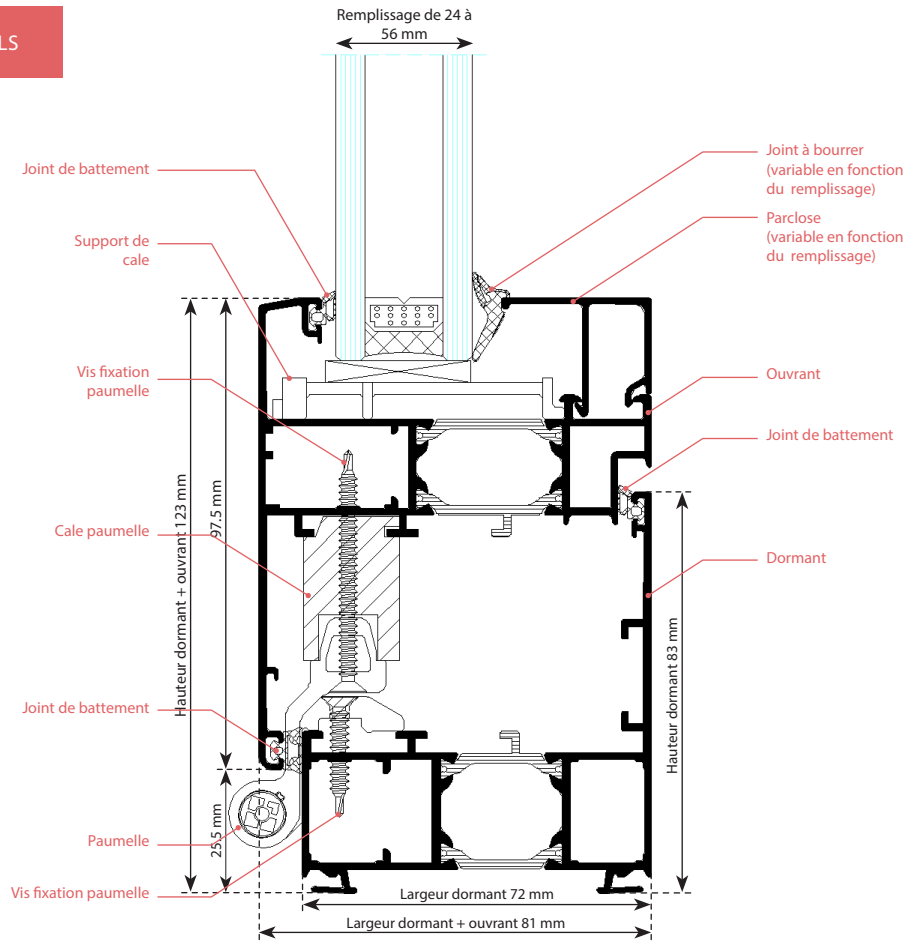 LS
Remplissage de 24 à
56 mm
Joint de battement
Support de
cale
Vis fixation
paumelle
Cale paumelle
Joint de battement
Paumelle
Vis fixation paumelle
Joint à bourrer
(variable en fonction
du remplissage)
Parclose
(variable en fonction
du remplissage)
Ouvrant
Joint de battement
Dormant
Hauteur dormant + ouvrant 123 mm
97.5 mm
25.5 mm
Hauteur dormant 83 mm
Largeur dormant 72 mm
Largeur dormant + ouvrant 81 mm